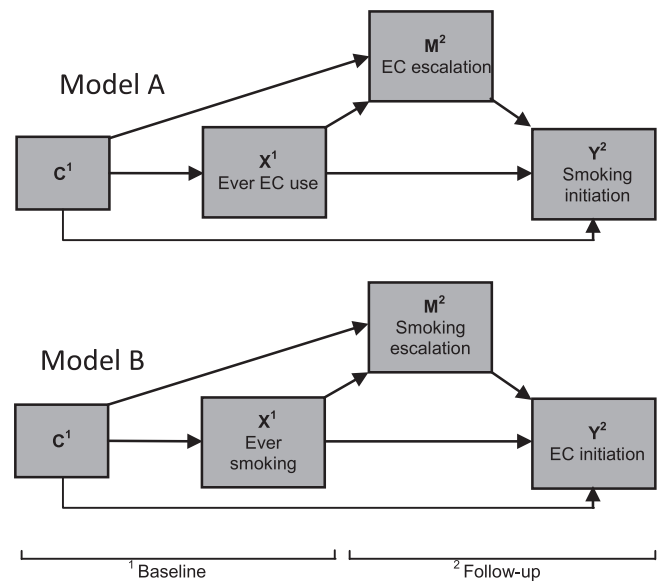 Model A
M²
EC escalation
C¹
X¹
Ever EC use
Y²
Smoking
initiation
Model B
M²
Smoking
escalation
C¹
X¹
Ever
smoking
Y²
EC initiation
¹ Baseline
² Follow-up